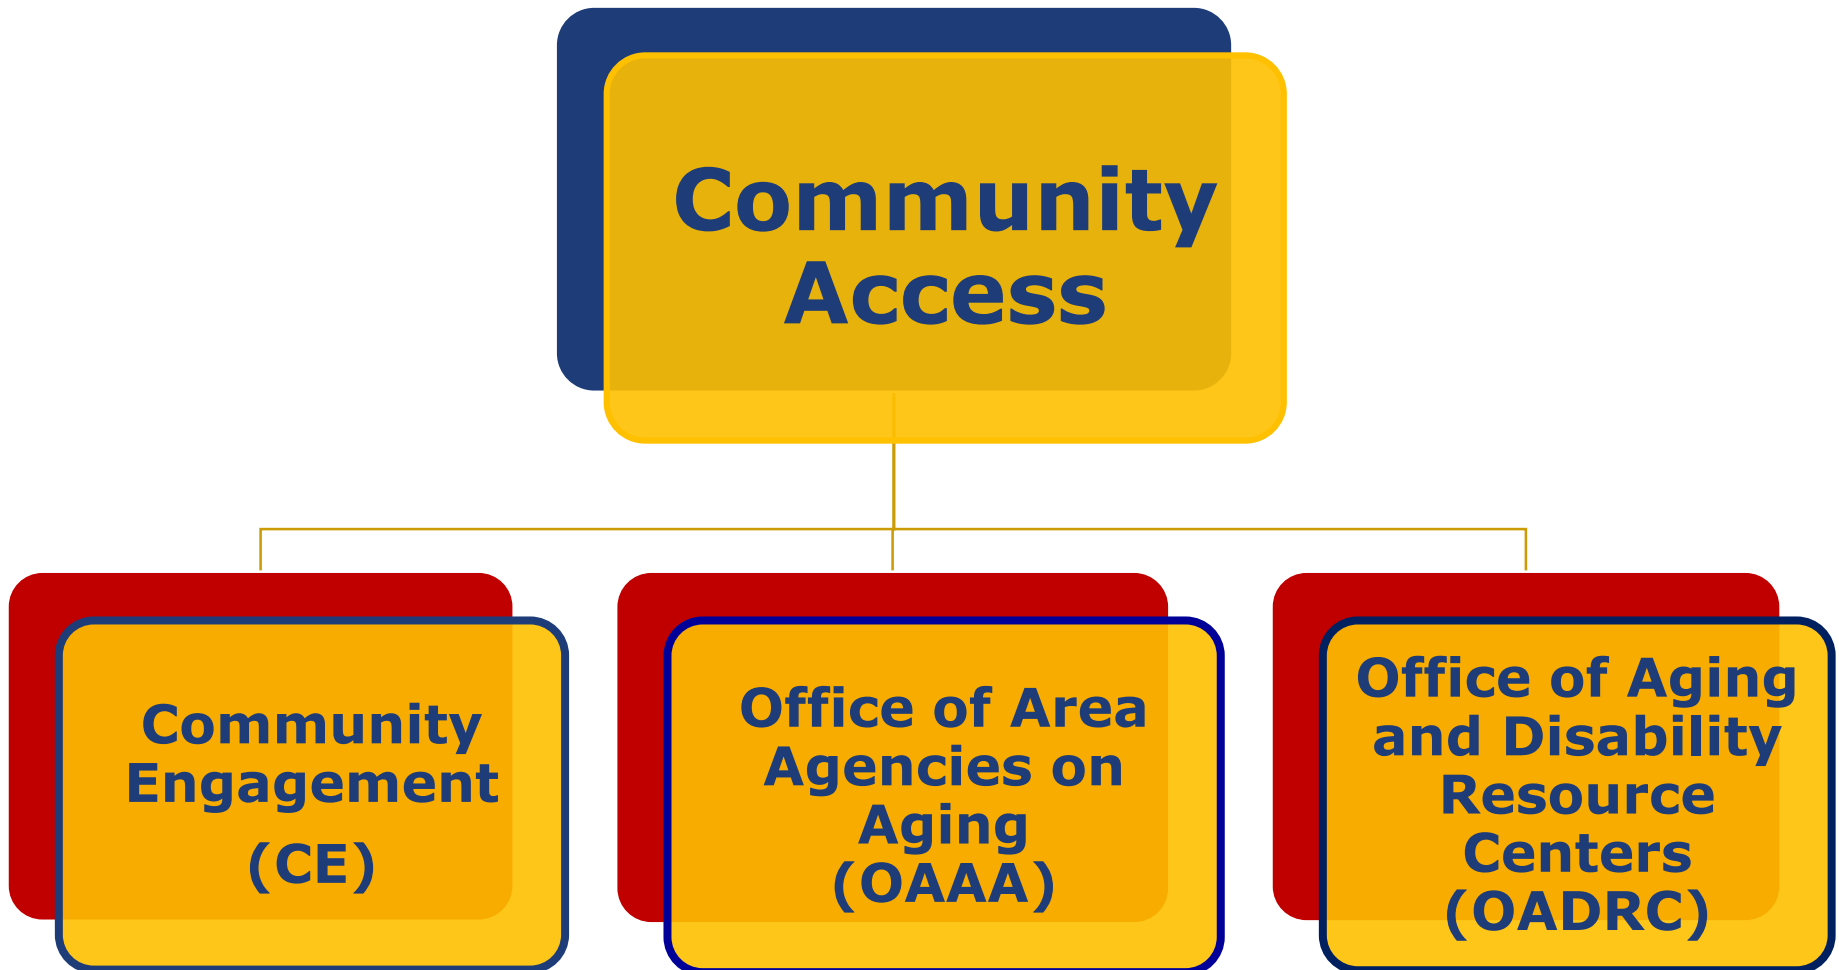 Community
Access
Community
Engagement
(CE)
Office of Area
Agencies on
Aging
(OAAA)
Office of Aging
and Disability
Resource
Centers
(OADRC)